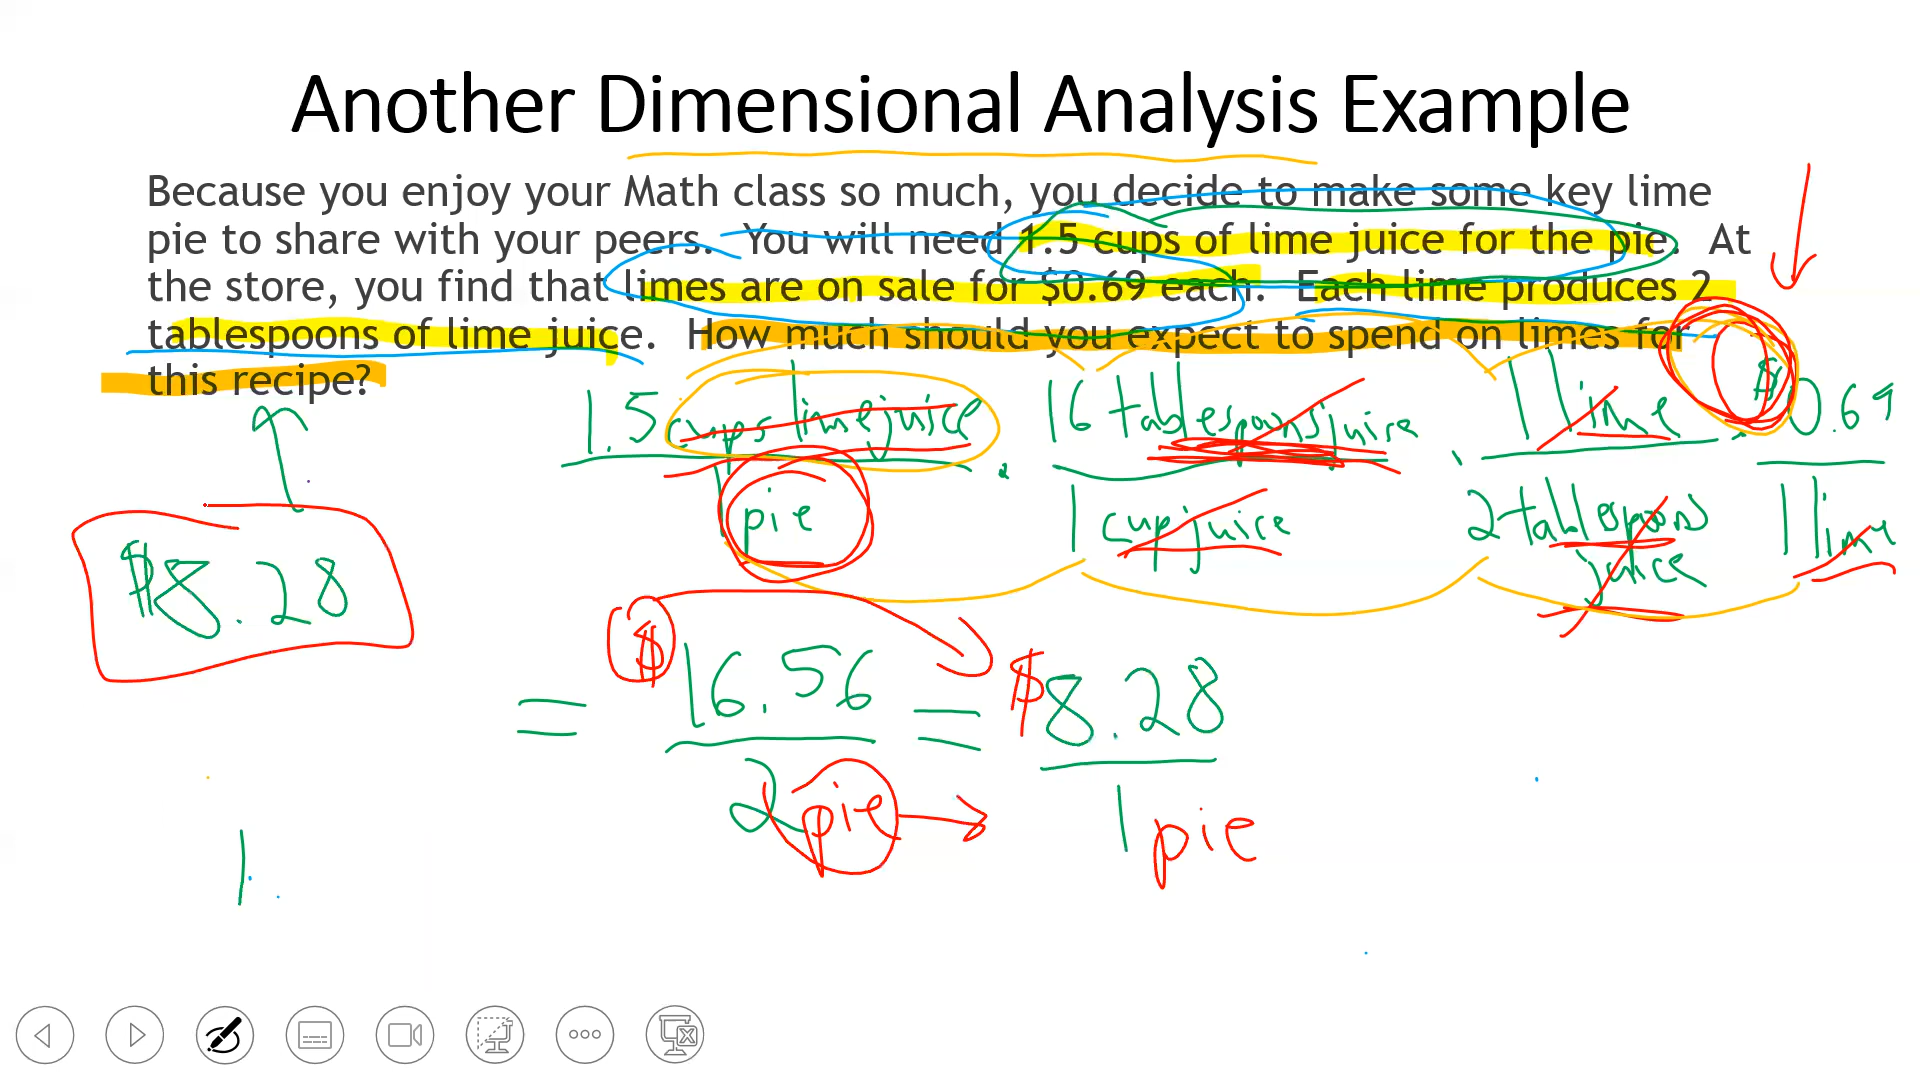 Another Dimensional Analysis Example
Because you enjoy your Math class so much, you decide to make some key lime
pie to share with your peers. You will need 1.5 cups of lime juice for the pie. At
the store, you find that limes are on sale for $0.69 each. Each lime produces 2
tablespoons of lime juice. How much should you expect to spend on limes for
this recipe?
1.5 cups lime juice · 16 tablespoons juice · 1 lime · $0.69
1 pie 1 cup juice 2 tablespoons juice 1 lime
$8.28
= $16.56 = $8.28
2 pie 1 pie
1.